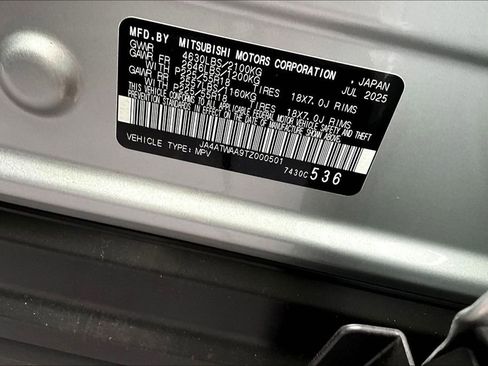 MFD.BY MITSUBISHI MOTORS CORPORATION , JAPAN
GVWR 4630LBS/2100KG JUL 2025
GAWR FR
WITH TIRES 18X7.0J RIMS
GAWR RR
WITH TIRES 18X7.0J RIMS
THIS VEHICLE CONFORMS TO ALL APPLICABLE FEDERAL MOTOR VEHICLE SAFETY AND THEFT
PREVENTION STANDARDS IN EFFECT ON THE DATE OF MANUFACTURE SHOWN ABOVE.
JA4ATWAA9TZ000501
VEHICLE TYPE: MPV 7430C 536